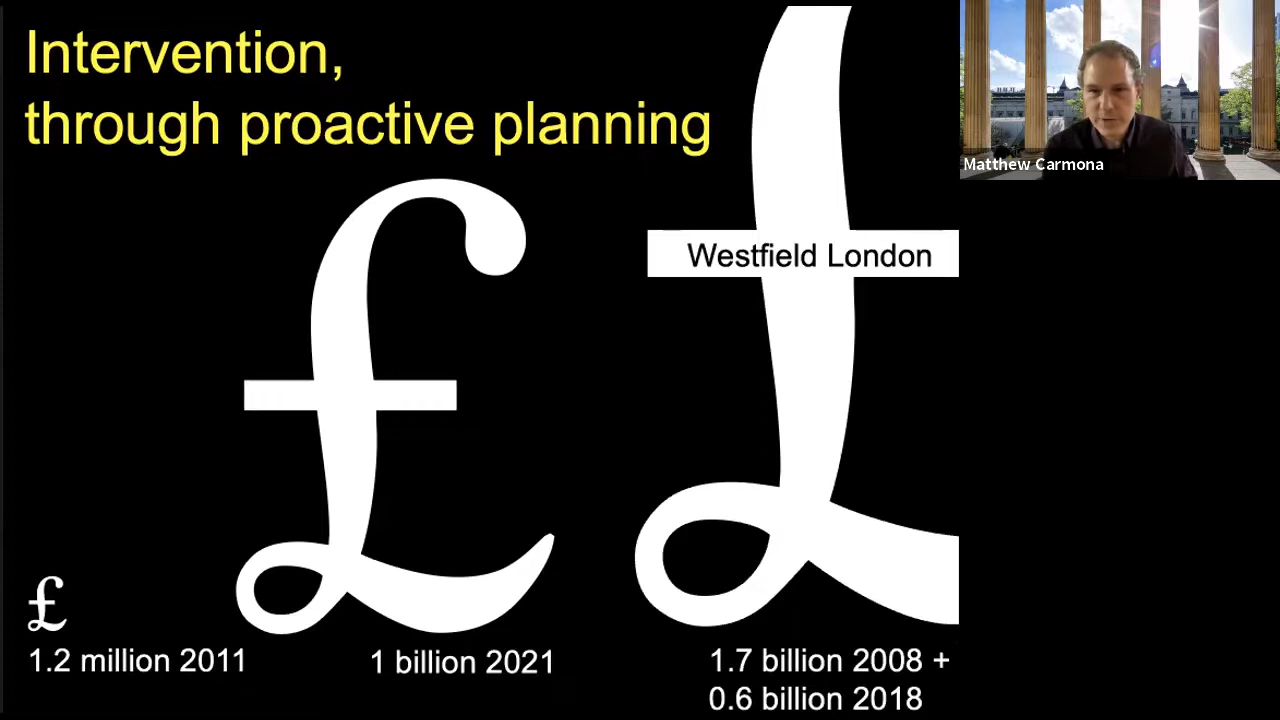 Intervention,
through proactive planning
Matthew Carmona
£
£
Westfield London
£
1.2 million 2011
1 billion 2021
1.7 billion 2008 +
0.6 billion 2018